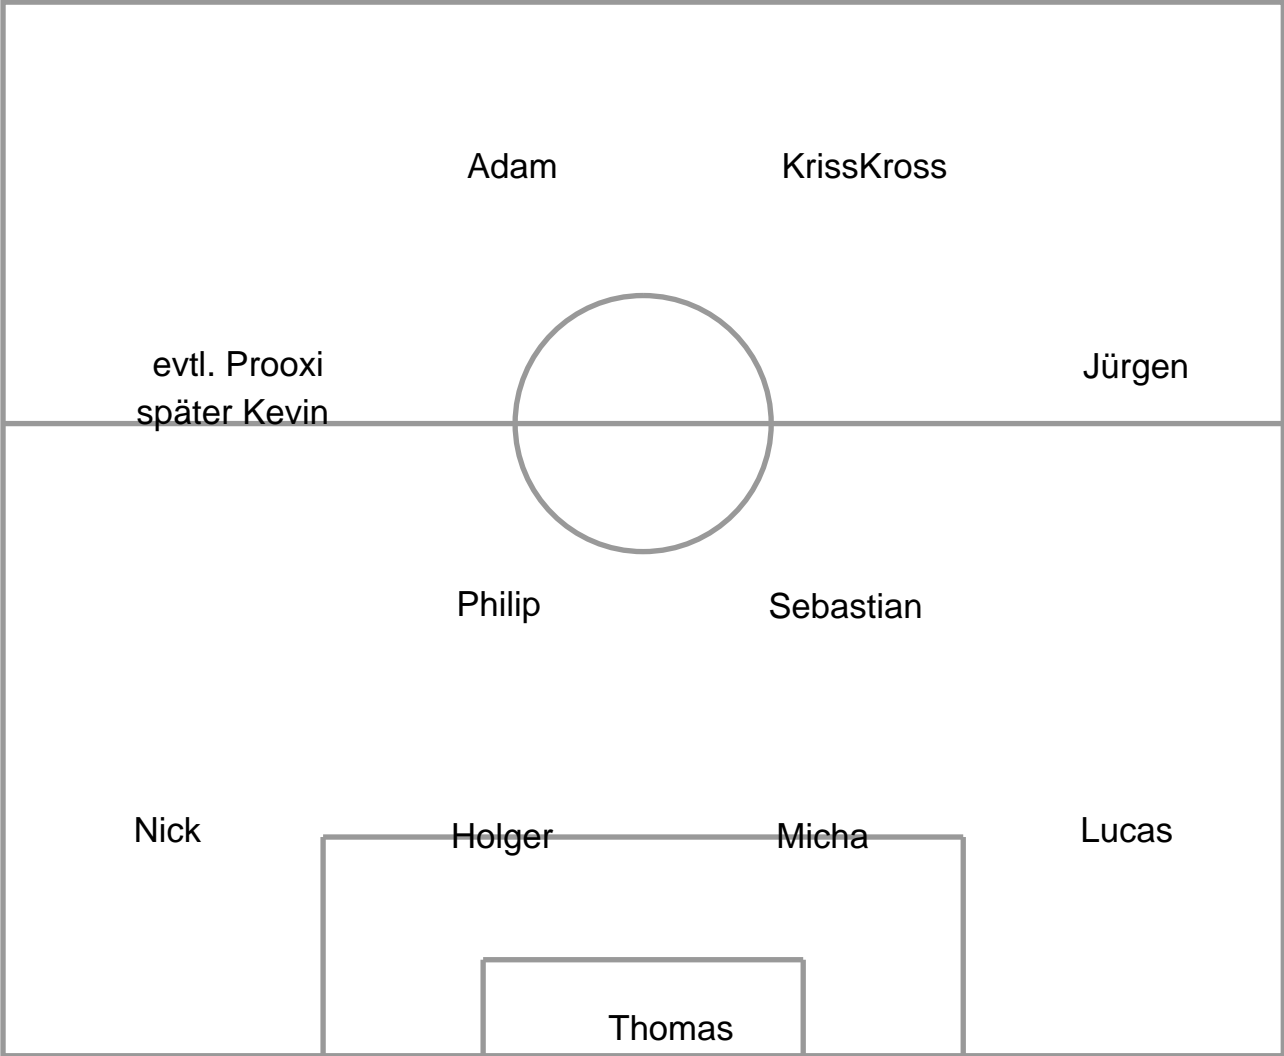 Adam
KrissKross
evtl. Prooxi
später Kevin
Jürgen
Philip
Sebastian
Nick
Holger
Micha
Lucas
Thomas